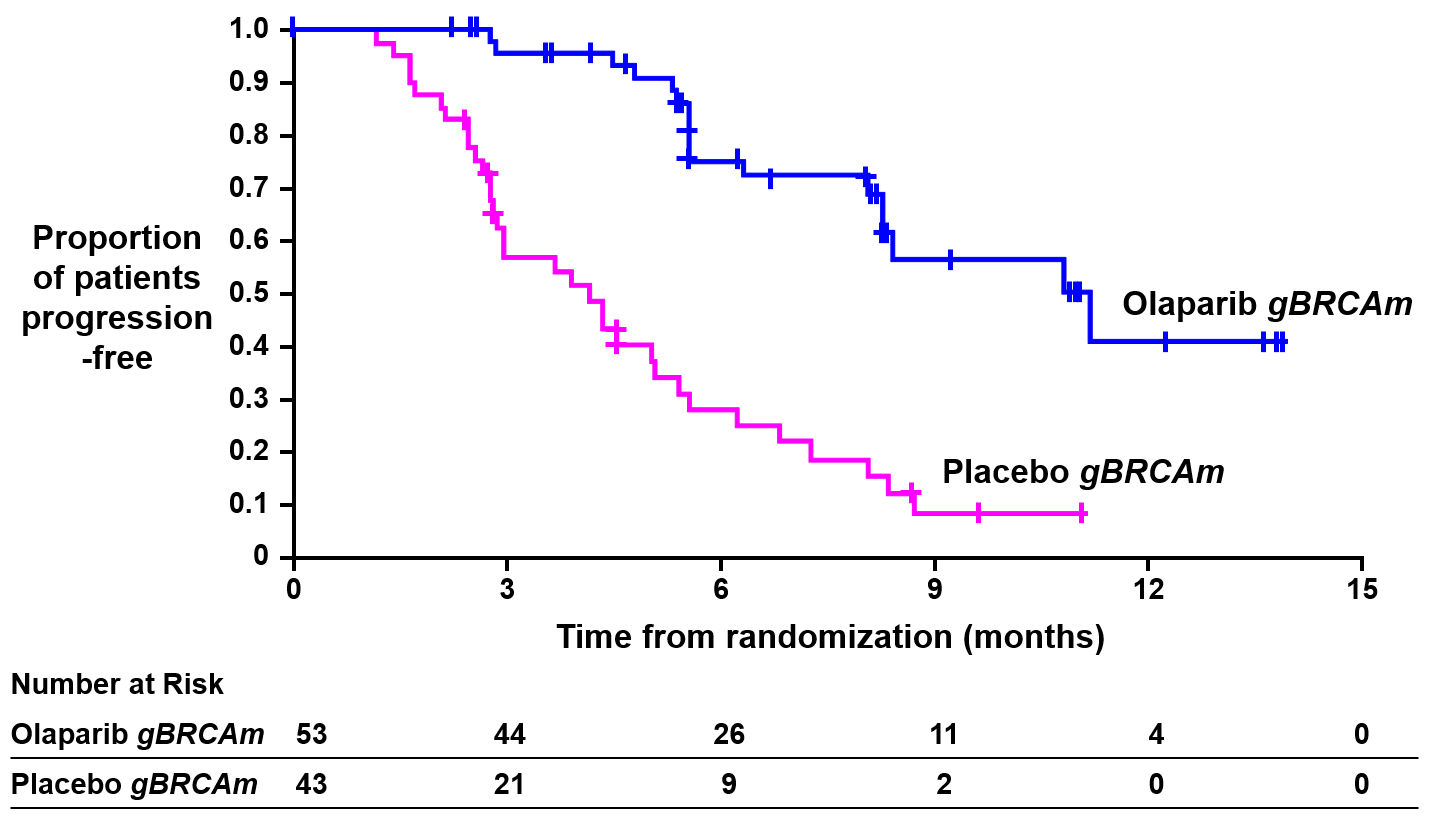 1.0
0.9
0.8
0.7
0.6
0.5
0.4
0.3
0.2
0.1
0
Proportion
of patients
progression
-free
Olaparib gBRCAm
Placebo gBRCAm
0 3 6 9 12 15
Time from randomization (months)
Number at Risk
Olaparib gBRCAm 53 44 26 11 4 0
Placebo gBRCAm 43 21 9 2 0 0